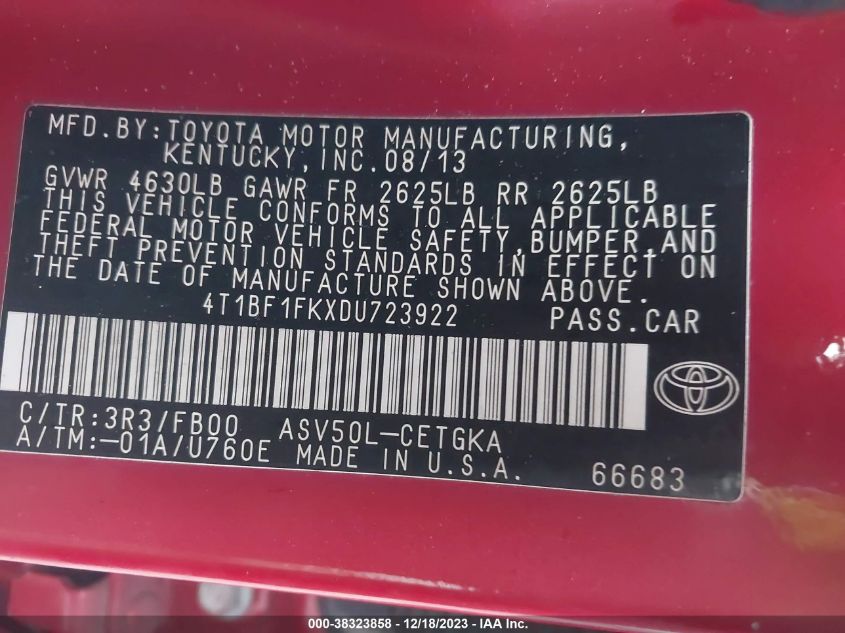 MFD.BY:TOYOTA MOTOR MANUFACTURING,
KENTUCKY,INC.08/13
GVWR 4630LB GAWR FR 2625LB RR 2625LB
THIS VEHICLE CONFORMS TO ALL APPLICABLE
FEDERAL MOTOR VEHICLE SAFETY,BUMPER,AND
THEFT PREVENTION STANDARDS IN EFFECT ON
THE DATE OF MANUFACTURE SHOWN ABOVE.
4T1BF1FKXDU723922 PASS.CAR
C/TR:3R3/FB00 ASV50L-CETGKA
A/TM:-01A/U760E MADE IN U.S.A. 66683
000-38323858 - 12/18/2023 - IAAI, Inc.